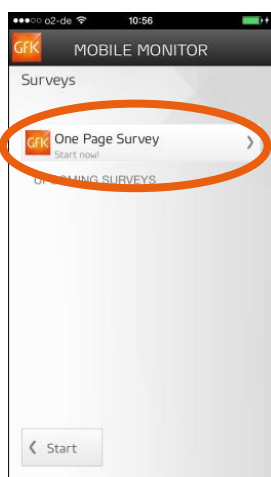 o2-de 10:56
GfK MOBILE MONITOR
Surveys
GfK One Page Survey
Start now!
UPCOMING SURVEYS
Start